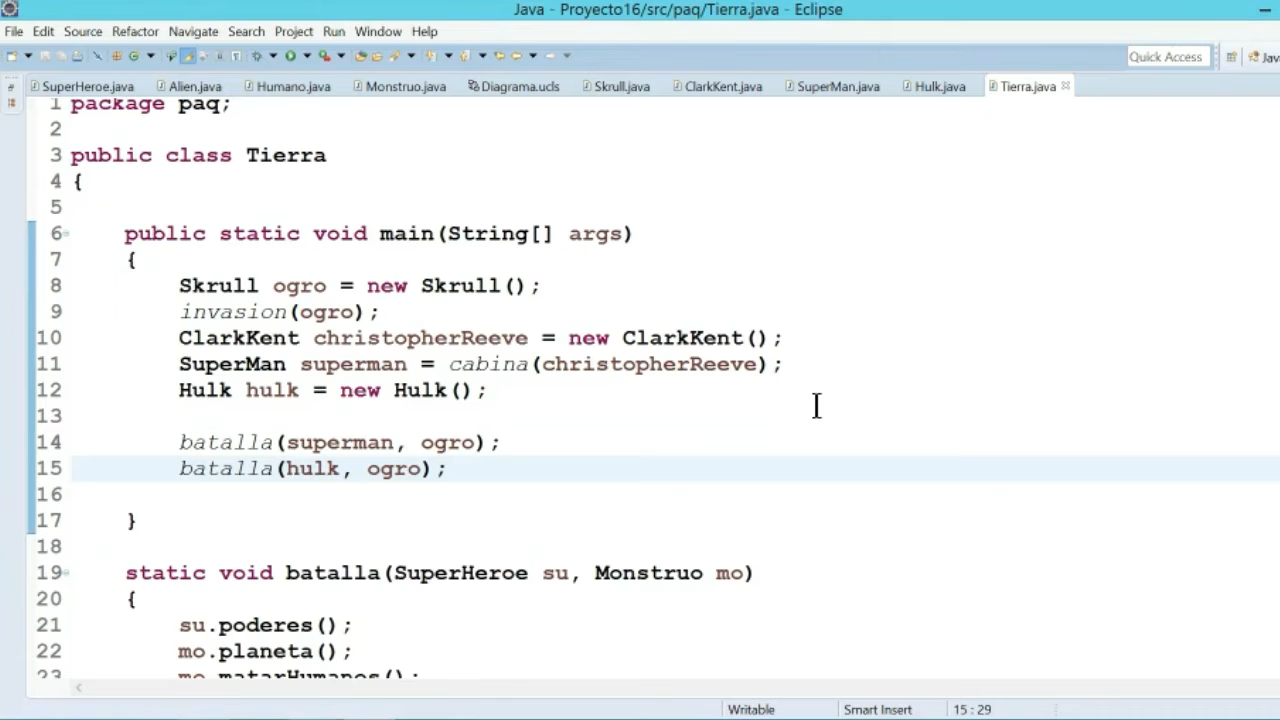 Java - Proyecto16/src/paq/Tierra.java - Eclipse
File Edit Source Refactor Navigate Search Project Run Window Help
Quick Access
SuperHeroe.java Alien.java Humano.java Monstruo.java Diagrama.ucls Skrull.java ClarkKent.java SuperMan.java Hulk.java Tierra.java
1 package paq;
2
3 public class Tierra
4 {
5
6 public static void main(String[] args)
7 {
8 Skrull ogro = new Skrull();
9 invasion(ogro);
10 ClarkKent christopherReeve = new ClarkKent();
11 SuperMan superman = cabina(christopherReeve);
12 Hulk hulk = new Hulk();
13
14 batalla(superman, ogro);
15 batalla(hulk, ogro);
16
17 }
18
19 static void batalla(SuperHeroe su, Monstruo mo)
20 {
21 su.poderes();
22 mo.planeta();
23 mo.matarHumanos();
Writable Smart Insert 15 : 29